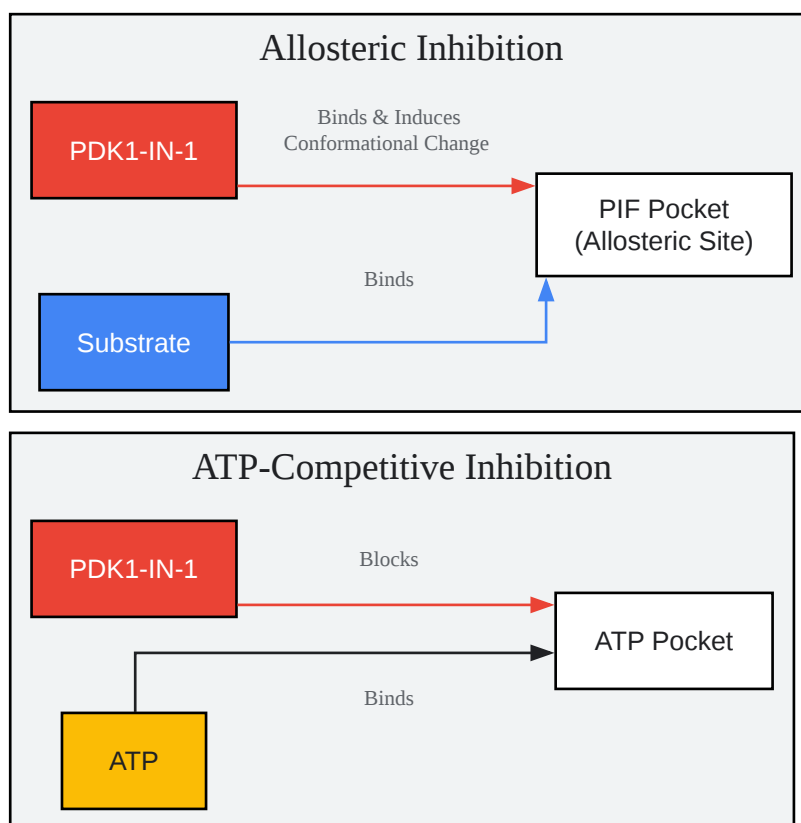 Allosteric Inhibition
Binds & Induces
Conformational Change
PDK1-IN-1
PIF Pocket
(Allosteric Site)
Binds
Substrate
ATP-Competitive Inhibition
PDK1-IN-1
Blocks
ATP Pocket
Binds
ATP